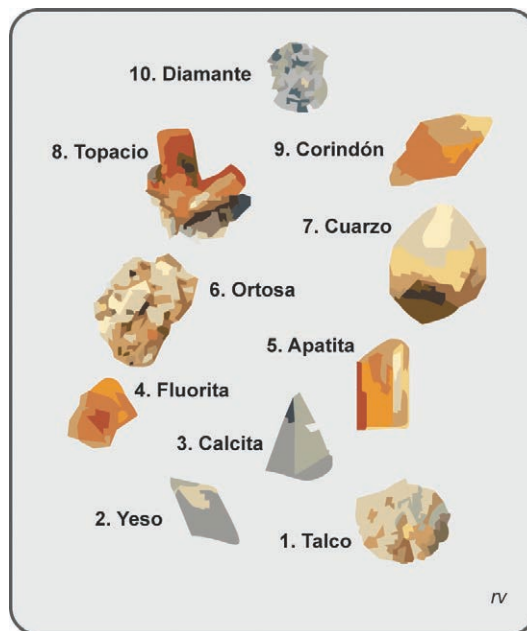 10. Diamante
8. Topacio
9. Corindón
7. Cuarzo
6. Ortosa
5. Apatita
4. Fluorita
3. Calcita
2. Yeso
1. Talco
rv